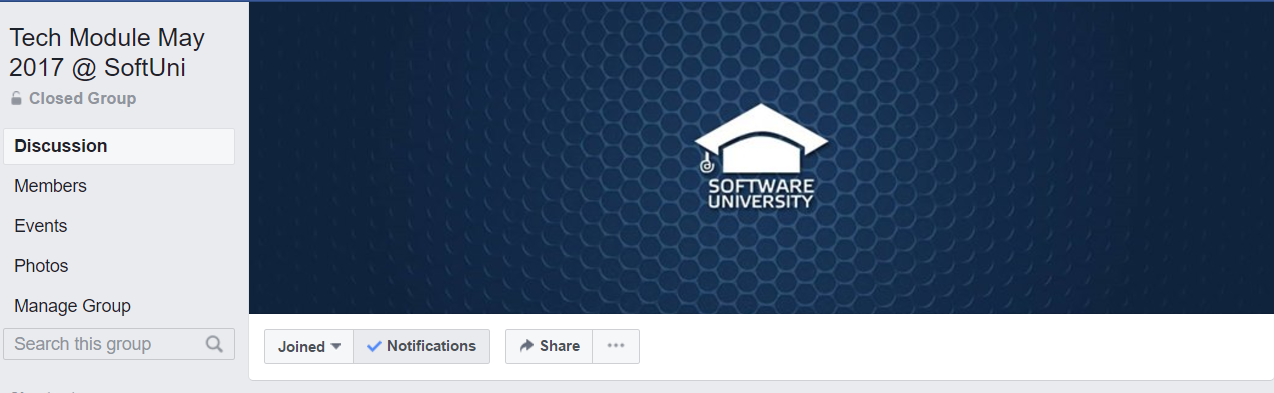 Tech Module May
2017 @ SoftUni
Closed Group
Discussion
Members
Events
Photos
Manage Group
Search this group
SOFTWARE
UNIVERSITY
Joined
Notifications
Share